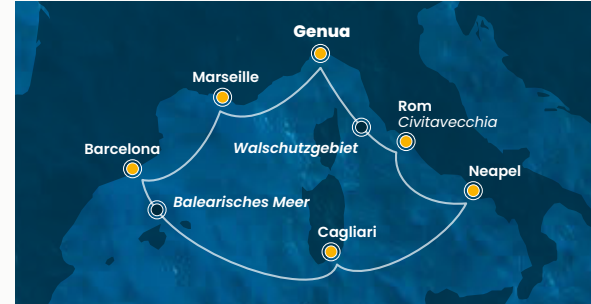 Genua
Marseille
Rom
Civitavecchia
Walschutzgebiet
Barcelona
Neapel
Balearisches Meer
Cagliari